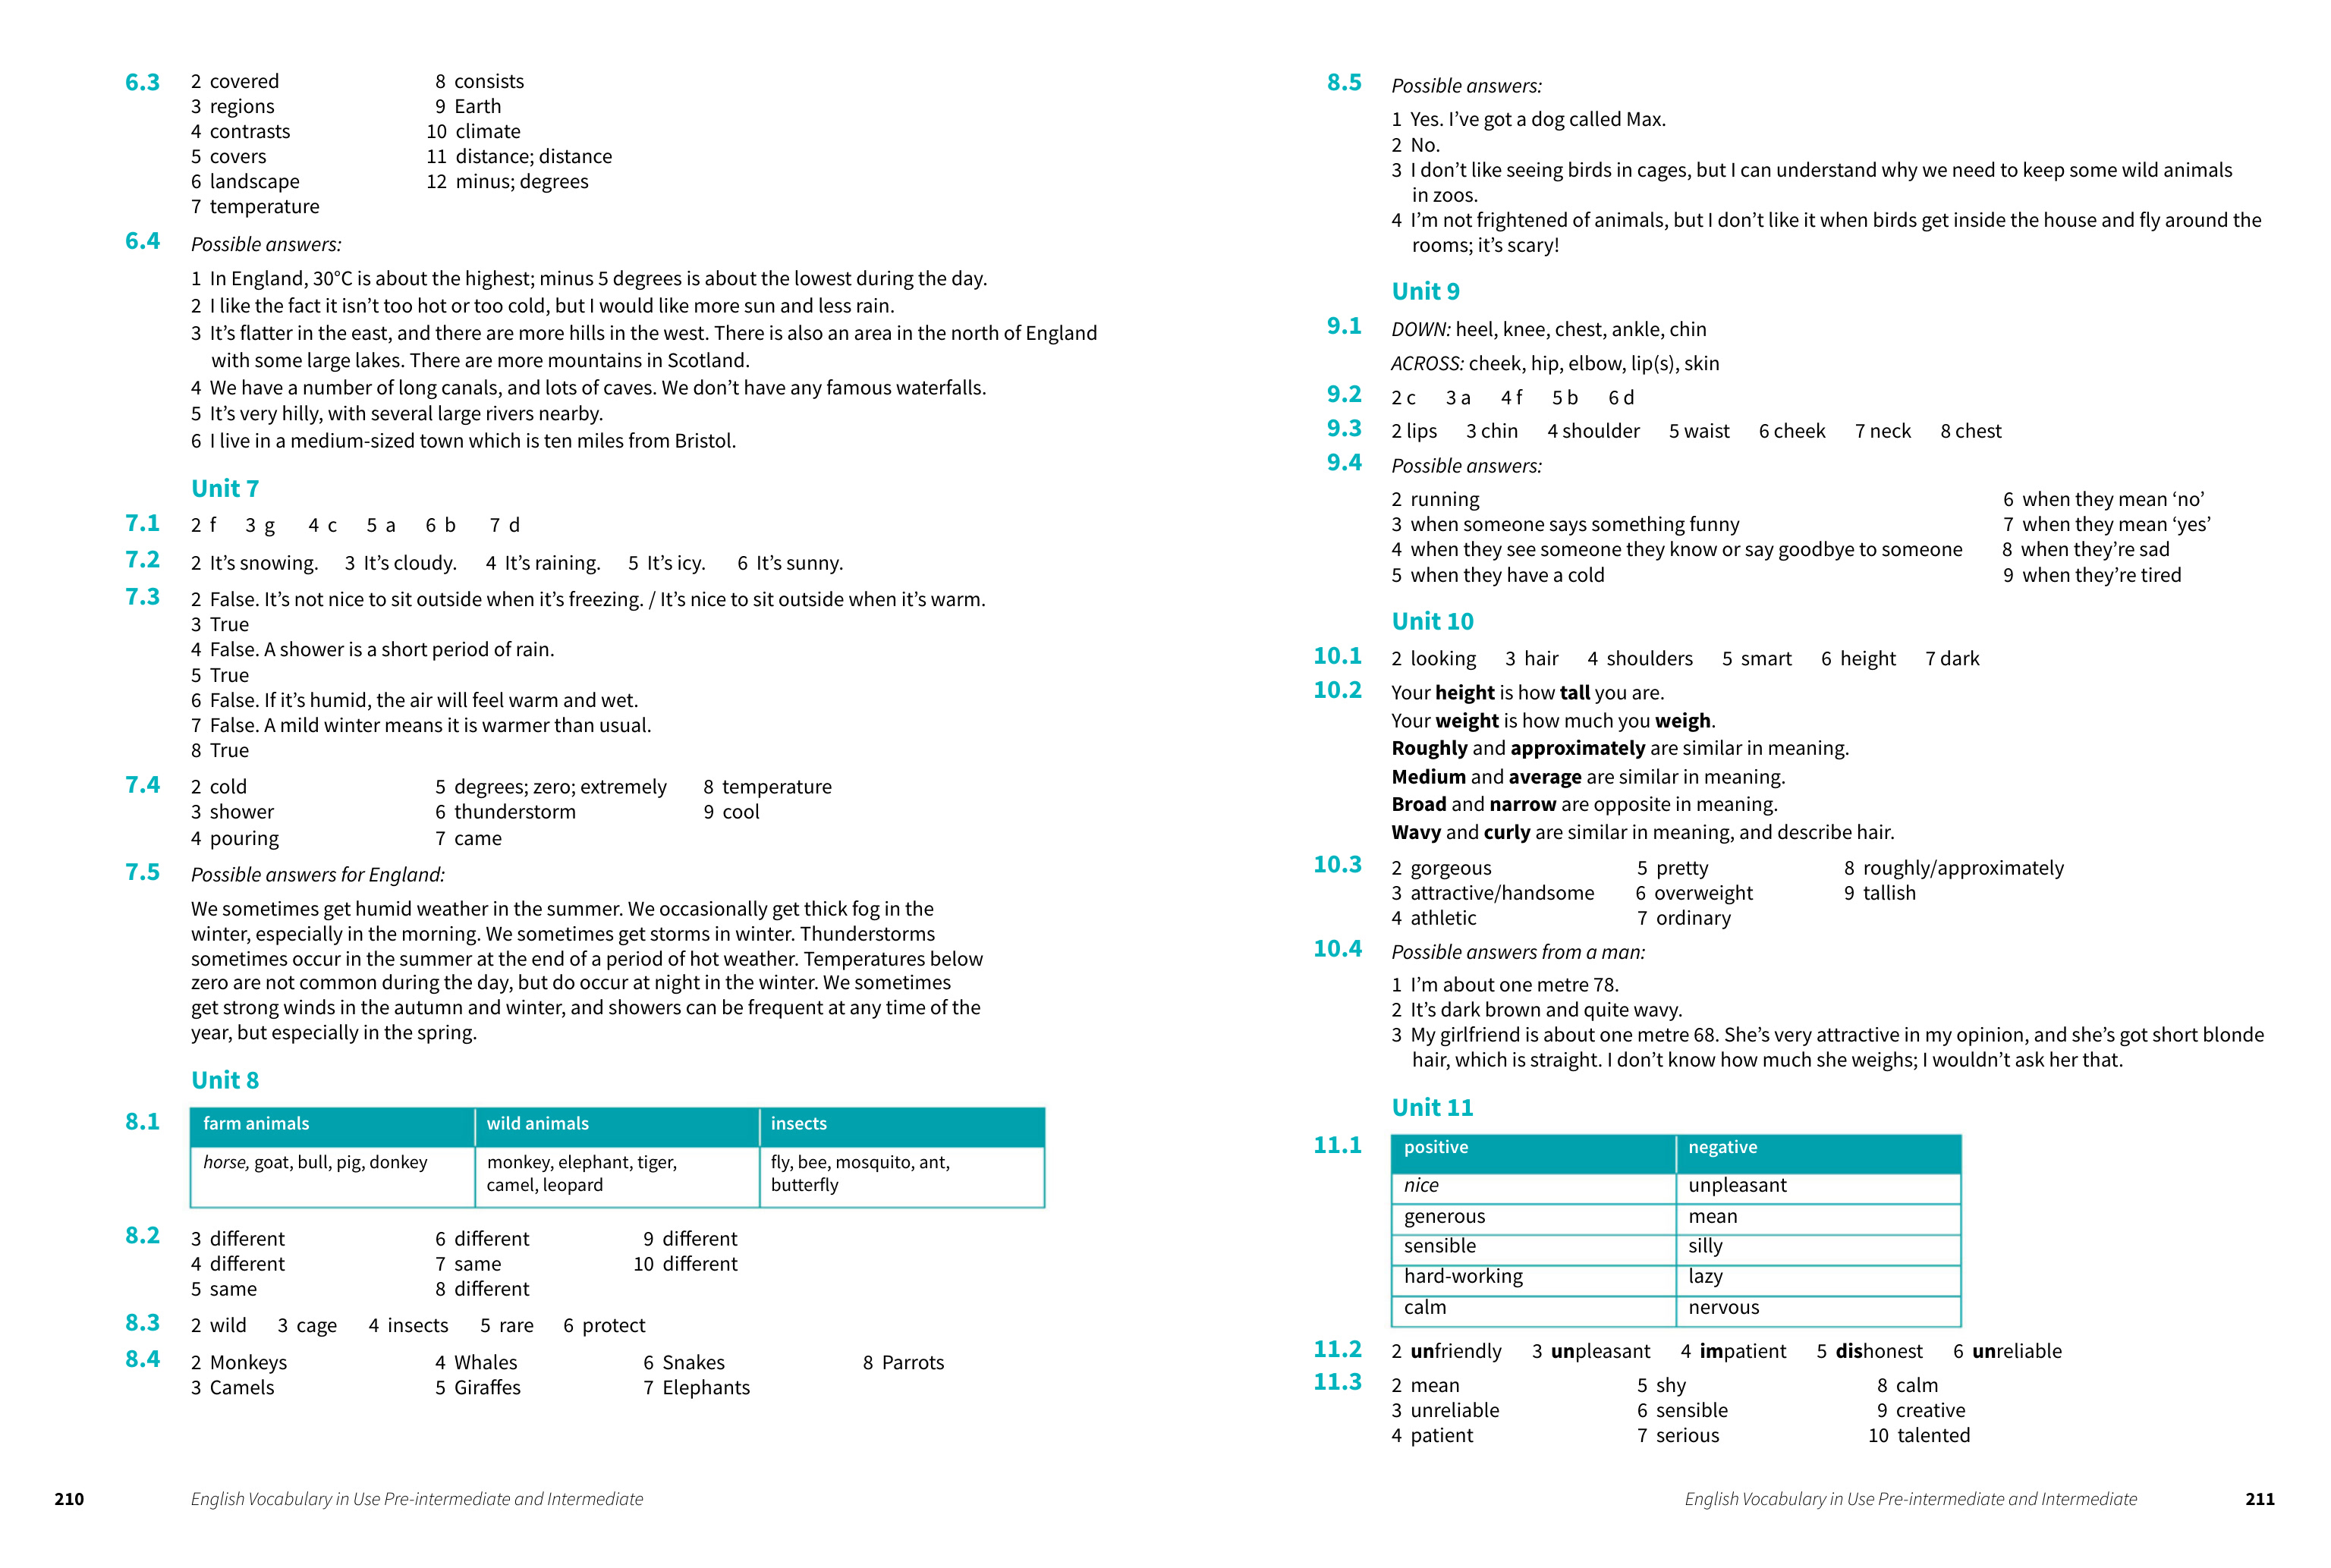 6.3
2 covered
3 regions
4 contrasts
5 covers
6 landscape
7 temperature
8 consists
9 Earth
10 climate
11 distance; distance
12 minus; degrees
6.4 Possible answers:
1 In England, 30°C is about the highest; minus 5 degrees is about the lowest during the day.
2 I like the fact it isn’t too hot or too cold, but I would like more sun and less rain.
3 It’s flatter in the east, and there are more hills in the west. There is also an area in the north of England
with some large lakes. There are more mountains in Scotland.
4 We have a number of long canals, and lots of caves. We don’t have any famous waterfalls.
5 It’s very hilly, with several large rivers nearby.
6 I live in a medium-sized town which is ten miles from Bristol.
Unit 7
7.1 2 f 3 g 4 c 5 a 6 b 7 d
7.2 2 It’s snowing. 3 It’s cloudy. 4 It’s raining. 5 It’s icy. 6 It’s sunny.
7.3 2 False. It’s not nice to sit outside when it’s freezing. / It’s nice to sit outside when it’s warm.
3 True
4 False. A shower is a short period of rain.
5 True
6 False. If it’s humid, the air will feel warm and wet.
7 False. A mild winter means it is warmer than usual.
8 True
7.4
2 cold
3 shower
4 pouring
5 degrees; zero; extremely
6 thunderstorm
7 came
8 temperature
9 cool
7.5 Possible answers for England:
We sometimes get humid weather in the summer. We occasionally get thick fog in the
winter, especially in the morning. We sometimes get storms in winter. Thunderstorms
sometimes occur in the summer at the end of a period of hot weather. Temperatures below
zero are not common during the day, but do occur at night in the winter. We sometimes
get strong winds in the autumn and winter, and showers can be frequent at any time of the
year, but especially in the spring.
Unit 8
8.1
farm animals
horse, goat, bull, pig, donkey
wild animals
monkey, elephant, tiger,
camel, leopard
insects
fly, bee, mosquito, ant,
butterfly
8.2
3 different
4 different
5 same
6 different
7 same
8 different
9 different
10 different
8.3 2 wild 3 cage 4 insects 5 rare 6 protect
8.4
2 Monkeys
3 Camels
4 Whales
5 Giraffes
6 Snakes
7 Elephants
8 Parrots
210 English Vocabulary in Use Pre-intermediate and Intermediate
8.5 Possible answers:
1 Yes. I’ve got a dog called Max.
2 No.
3 I don’t like seeing birds in cages, but I can understand why we need to keep some wild animals
in zoos.
4 I’m not frightened of animals, but I don’t like it when birds get inside the house and fly around the
rooms; it’s scary!
Unit 9
9.1 DOWN: heel, knee, chest, ankle, chin
ACROSS: cheek, hip, elbow, lip(s), skin
9.2 2 c 3 a 4 f 5 b 6 d
9.3 2 lips 3 chin 4 shoulder 5 waist 6 cheek 7 neck 8 chest
9.4 Possible answers:
2 running
3 when someone says something funny
4 when they see someone they know or say goodbye to someone
5 when they have a cold
6 when they mean ‘no’
7 when they mean ‘yes’
8 when they’re sad
9 when they’re tired
Unit 10
10.1 2 looking 3 hair 4 shoulders 5 smart 6 height 7 dark
10.2 Your height is how tall you are.
Your weight is how much you weigh.
Roughly and approximately are similar in meaning.
Medium and average are similar in meaning.
Broad and narrow are opposite in meaning.
Wavy and curly are similar in meaning, and describe hair.
10.3
2 gorgeous
3 attractive/handsome
4 athletic
5 pretty
6 overweight
7 ordinary
8 roughly/approximately
9 tallish
10.4 Possible answers from a man:
1 I’m about one metre 78.
2 It’s dark brown and quite wavy.
3 My girlfriend is about one metre 68. She’s very attractive in my opinion, and she’s got short blonde
hair, which is straight. I don’t know how much she weighs; I wouldn’t ask her that.
Unit 11
11.1
positive negative
nice unpleasant
generous mean
sensible silly
hard-working lazy
calm nervous
11.2 2 unfriendly 3 unpleasant 4 impatient 5 dishonest 6 unreliable
11.3
2 mean
3 unreliable
4 patient
5 shy
6 sensible
7 serious
8 calm
9 creative
10 talented
English Vocabulary in Use Pre-intermediate and Intermediate 211